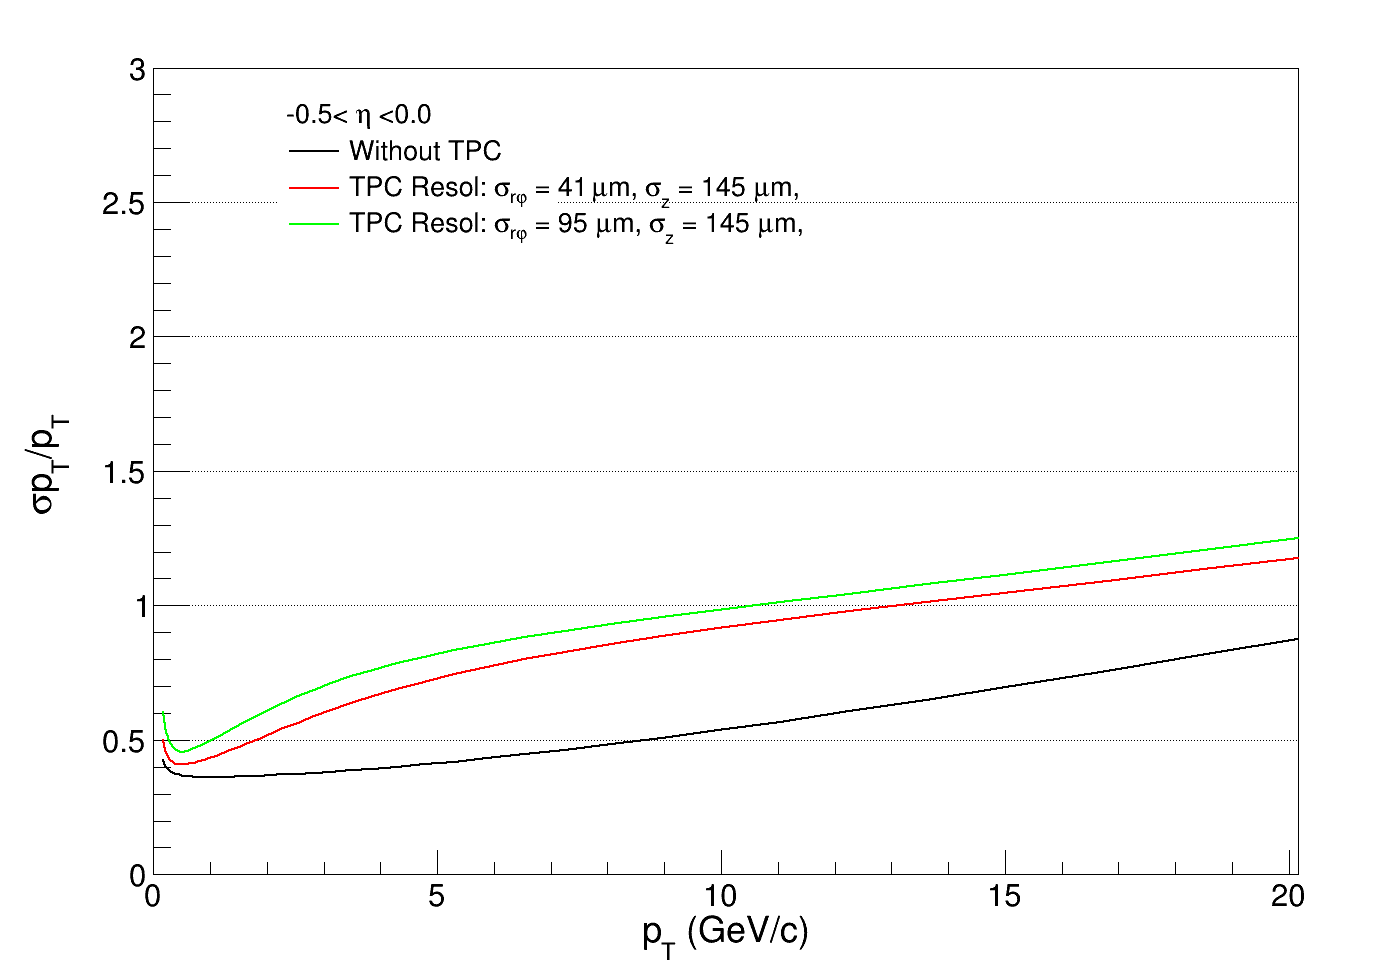 3
-0.5< η <0.0
Without TPC
TPC Resol: σrφ = 41 μm, σz = 145 μm,
2.5
TPC Resol: σrφ = 95 μm, σz = 145 μm,
2
σpT/pT
1.5
1
0.5
0
0 5 10 15 20
pT (GeV/c)